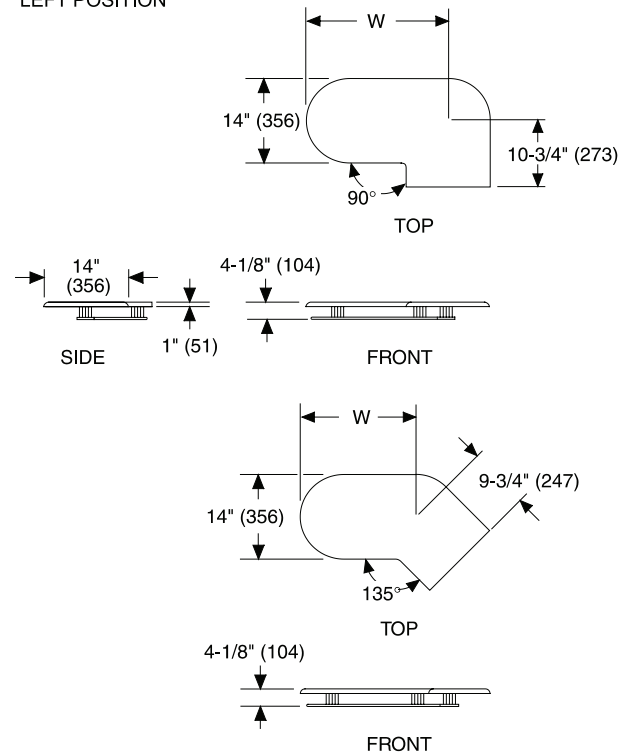 LEFT POSITION
W
14" (356)
10-3/4" (273)
90°
TOP
14"
(356)
4-1/8" (104)
1" (51)
SIDE
FRONT
W
9-3/4" (247)
14" (356)
135°
TOP
4-1/8" (104)
FRONT